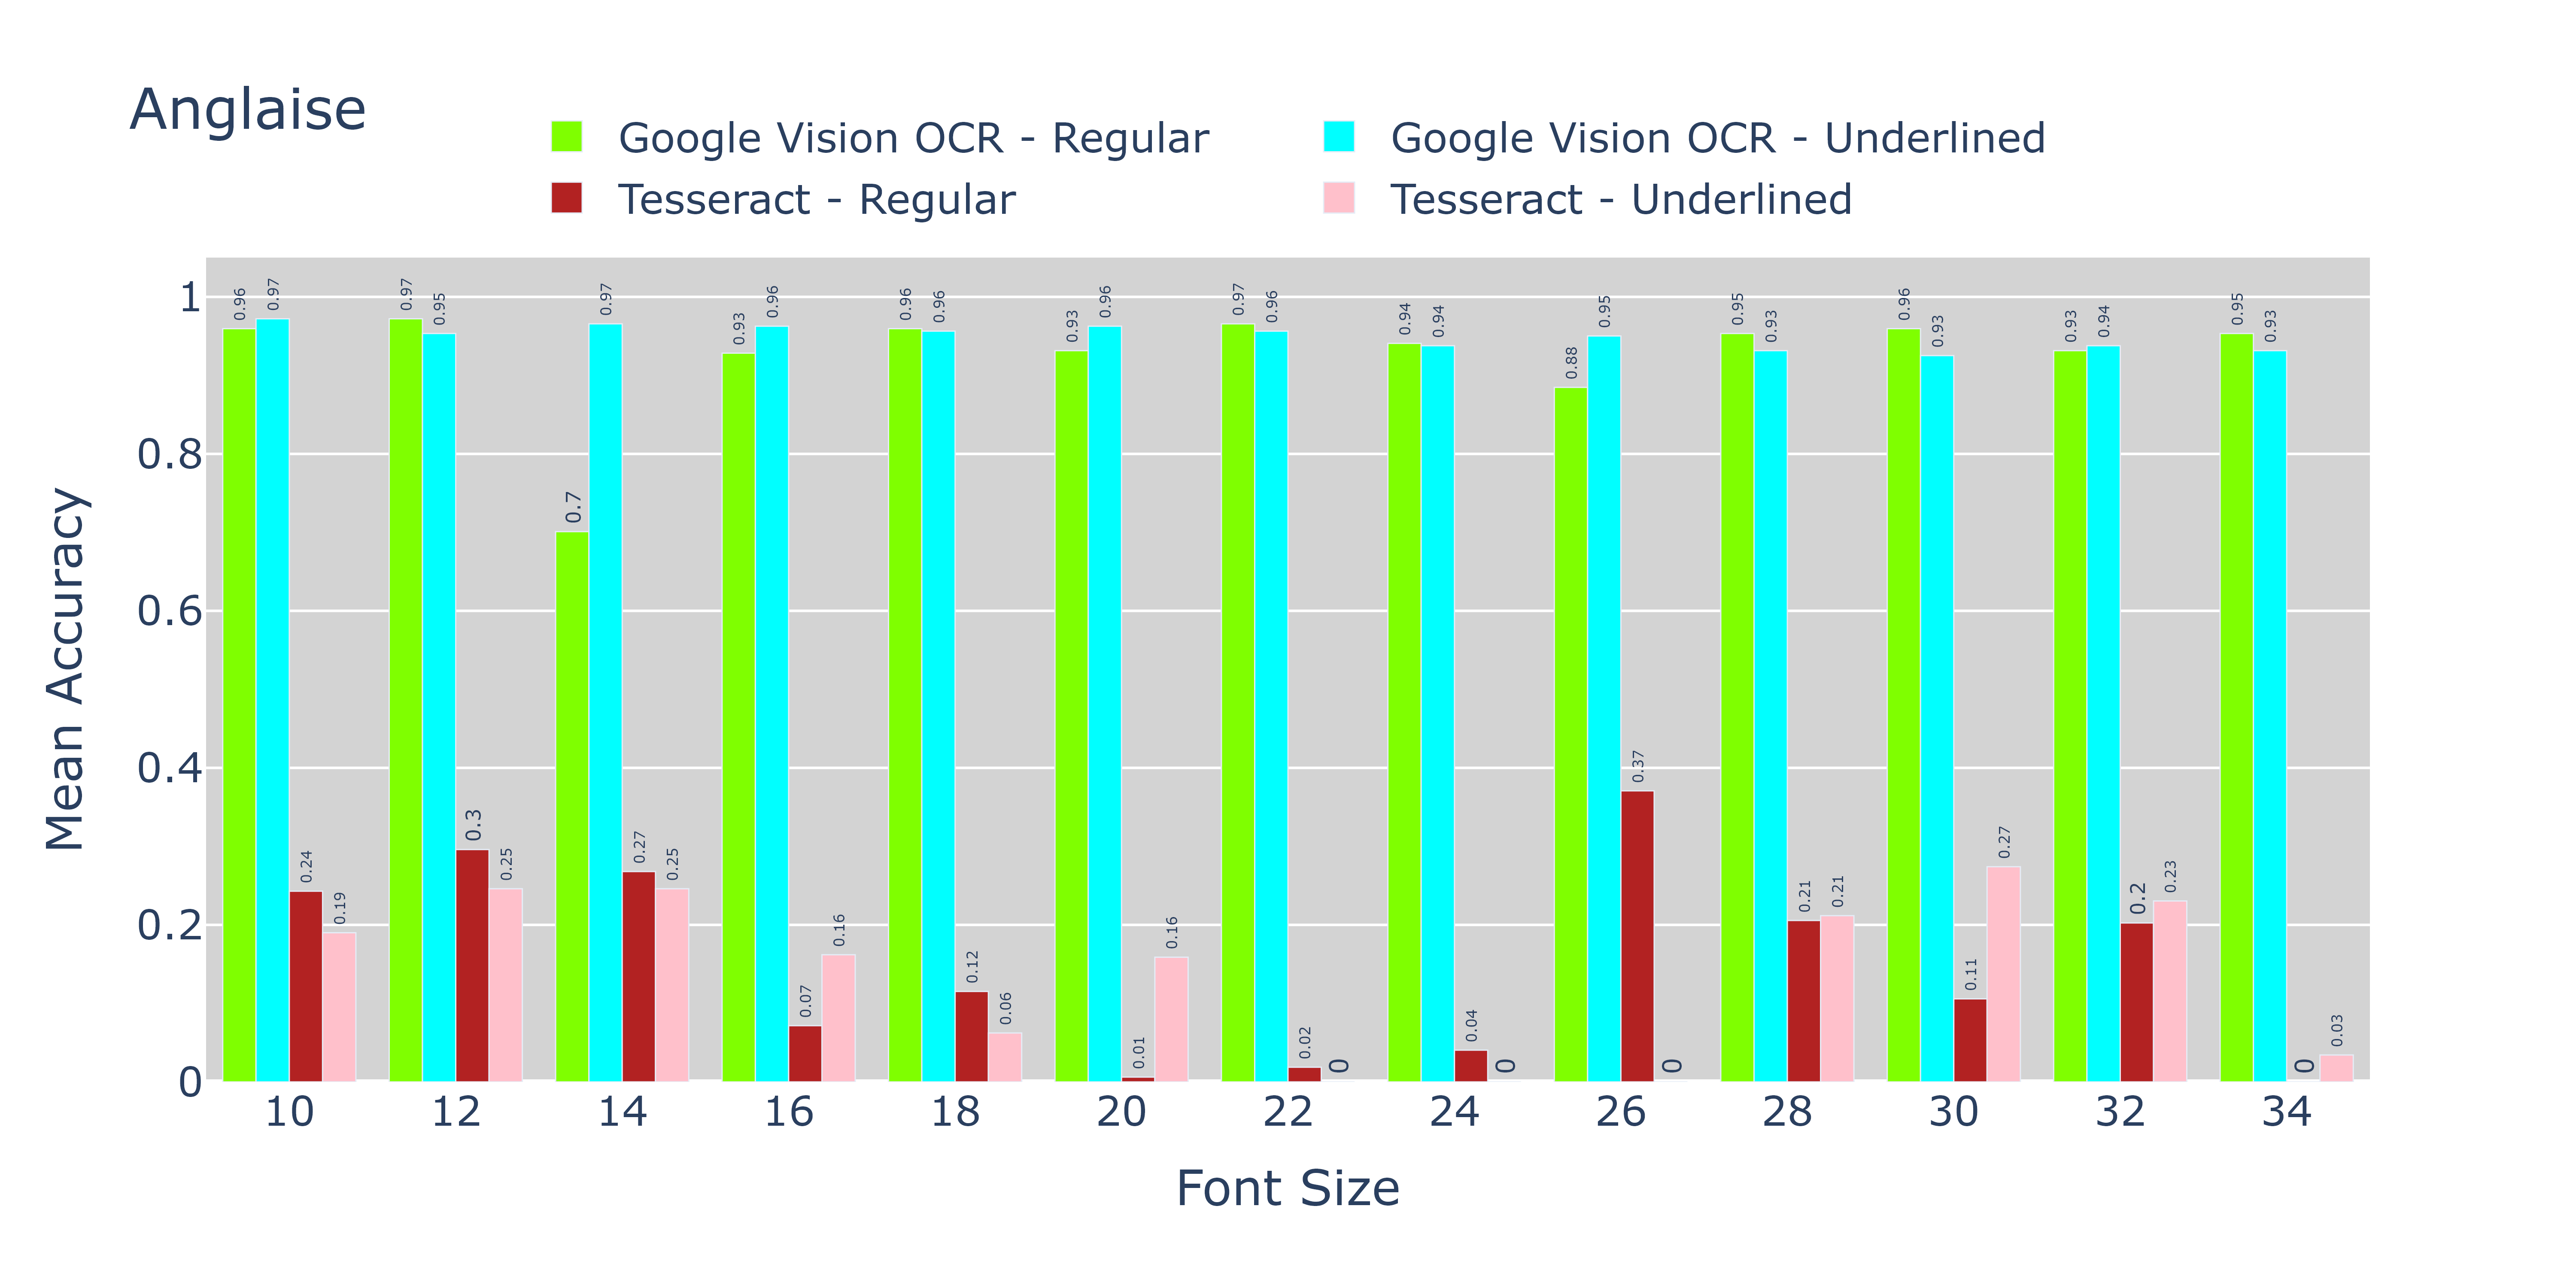 Anglaise
Google Vision OCR - Regular
Google Vision OCR - Underlined
Tesseract - Regular
Tesseract - Underlined
Mean Accuracy
1
0.8
0.6
0.4
0.2
0
0.96 0.97 0.24 0.19
0.97 0.95 0.3 0.25
0.7 0.97 0.27 0.25
0.93 0.96 0.07 0.16
0.96 0.96 0.12 0.06
0.93 0.96 0.01 0.16
0.97 0.96 0.02 0
0.94 0.94 0.04 0
0.88 0.95 0.37 0
0.95 0.93 0.21 0.21
0.96 0.93 0.11 0.27
0.93 0.94 0.2 0.23
0.95 0.93 0 0.03
10 12 14 16 18 20 22 24 26 28 30 32 34
Font Size